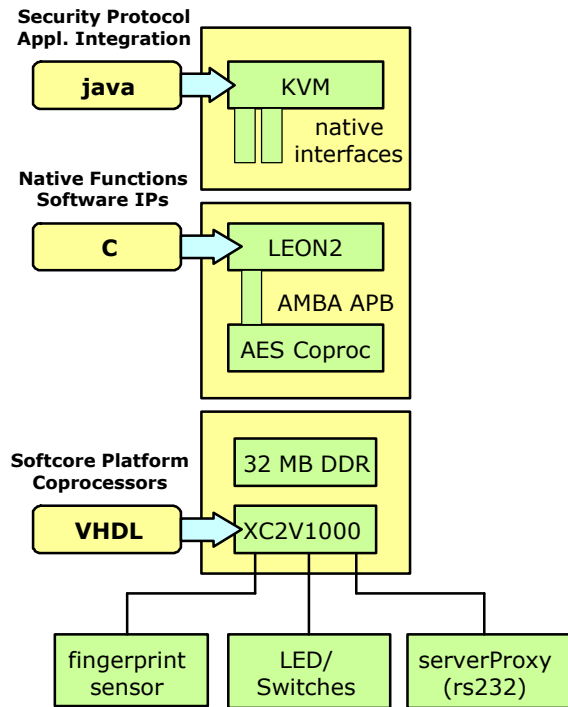 Security Protocol
Appl. Integration
java
KVM
native
interfaces
Native Functions
Software IPs
C
LEON2
AMBA APB
AES Coproc
Softcore Platform
Coprocessors
32 MB DDR
VHDL
XC2V1000
fingerprint
sensor
LED/
Switches
serverProxy
(rs232)